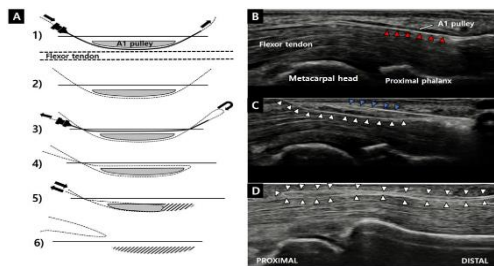 A
1)
A1 pulley
Flexor tendon
2)
3)
4)
5)
6)
B
A1 pulley
Flexor tendon
Metacarpal head
Proximal phalanx
C
D
PROXIMAL
DISTAL